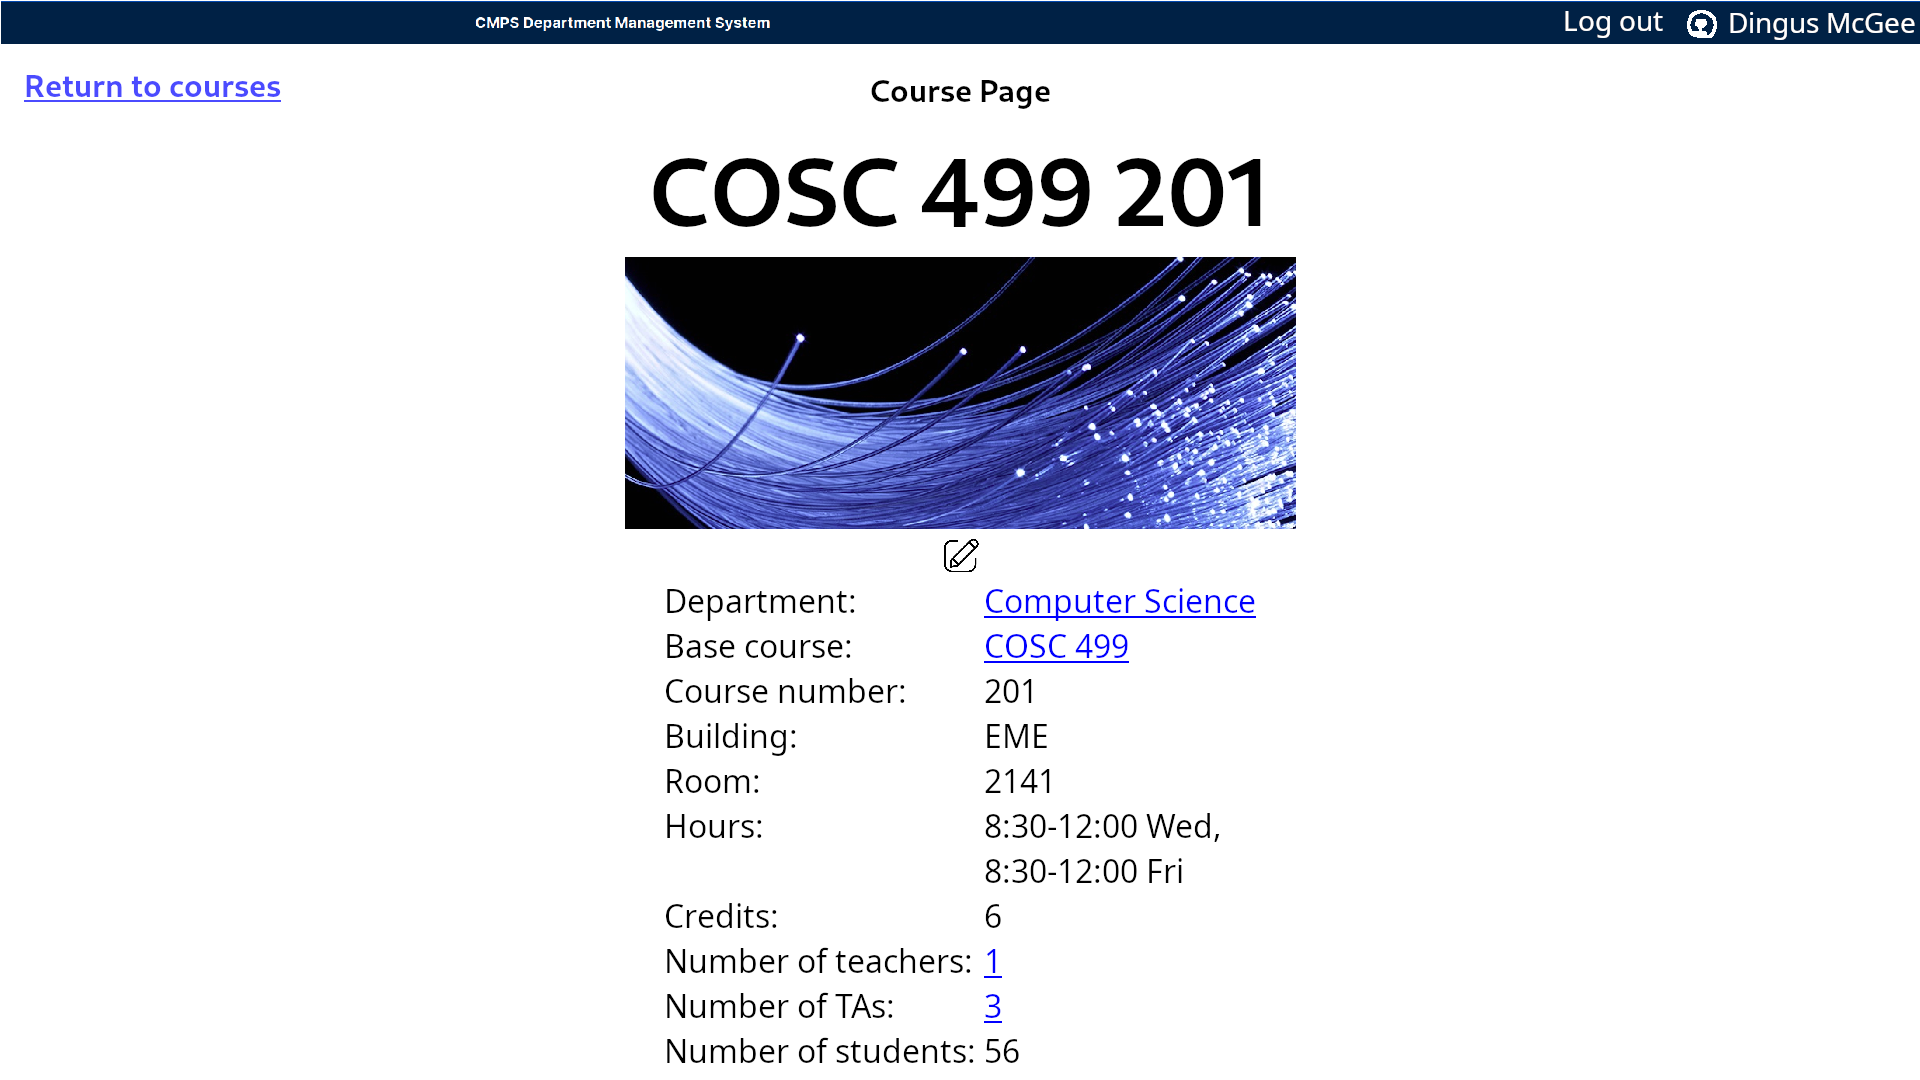 CMPS Department Management System
Log out
Dingus McGee
Return to courses
Course Page
COSC 499 201
Department: Computer Science
Base course: COSC 499
Course number: 201
Building: EME
Room: 2141
Hours: 8:30-12:00 Wed,
8:30-12:00 Fri
Credits: 6
Number of teachers: 1
Number of TAs: 3
Number of students: 56